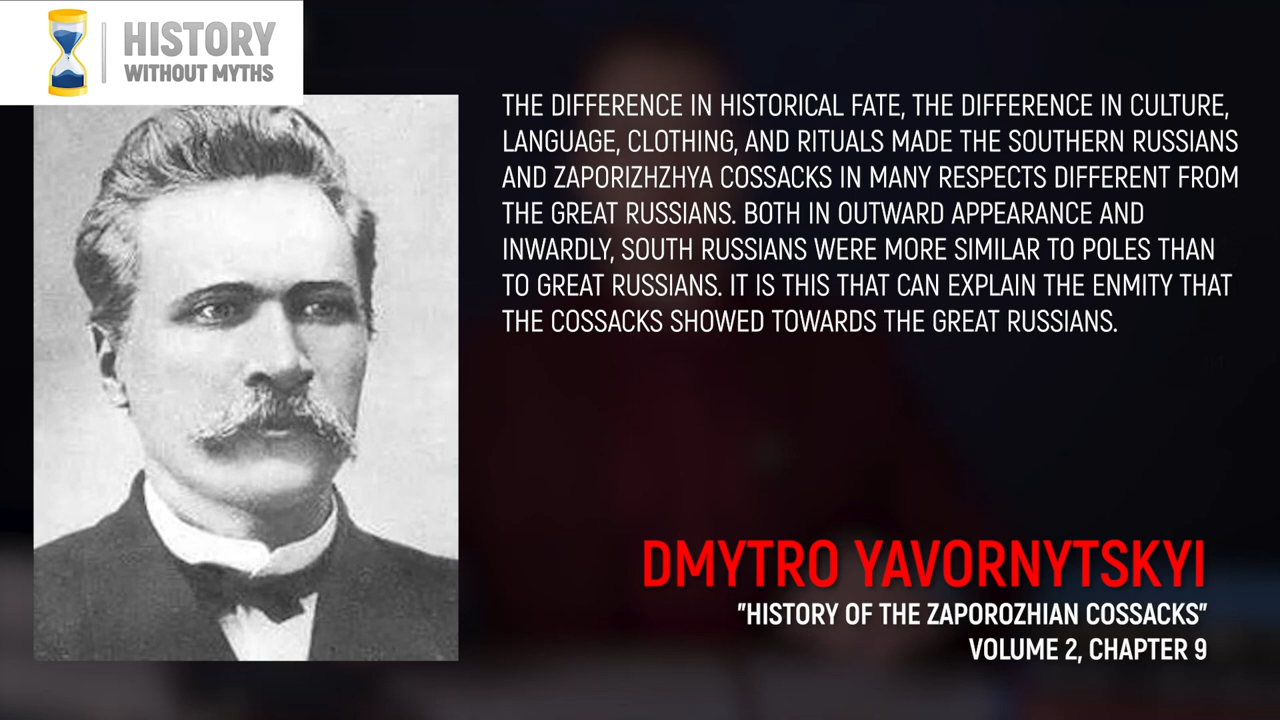 HISTORY
WITHOUT MYTHS
THE DIFFERENCE IN HISTORICAL FATE, THE DIFFERENCE IN CULTURE,
LANGUAGE, CLOTHING, AND RITUALS MADE THE SOUTHERN RUSSIANS
AND ZAPORIZHZHYA COSSACKS IN MANY RESPECTS DIFFERENT FROM
THE GREAT RUSSIANS. BOTH IN OUTWARD APPEARANCE AND
INWARDLY, SOUTH RUSSIANS WERE MORE SIMILAR TO POLES THAN
TO GREAT RUSSIANS. IT IS THIS THAT CAN EXPLAIN THE ENMITY THAT
THE COSSACKS SHOWED TOWARDS THE GREAT RUSSIANS.
DMYTRO YAVORNYTSKYI
"HISTORY OF THE ZAPOROZHIAN COSSACKS"
VOLUME 2, CHAPTER 9